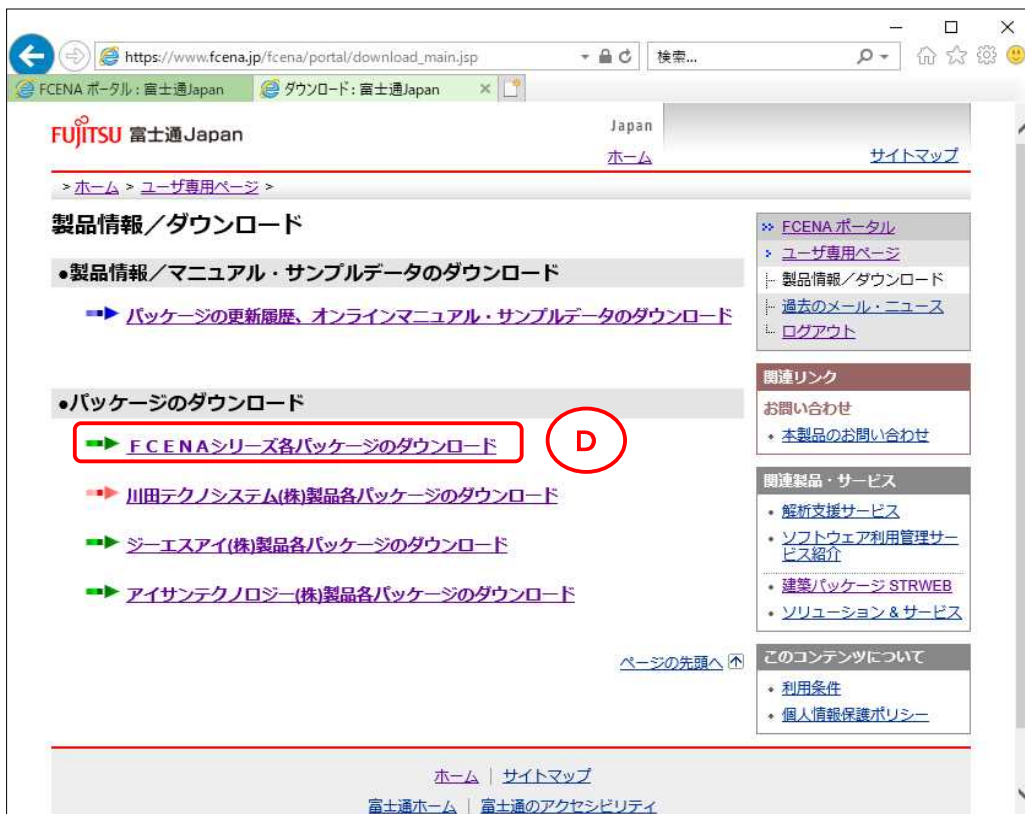 https://www.fcena.jp/fcena/portal/download_main.jsp
検索...
FCENA ポータル : 富士通Japan
ダウンロード : 富士通Japan
FUJITSU 富士通Japan
Japan
ホーム
サイトマップ
> ホーム > ユーザ専用ページ >
製品情報／ダウンロード
●製品情報／マニュアル・サンプルデータのダウンロード
パッケージの更新履歴、オンラインマニュアル・サンプルデータのダウンロード
●パッケージのダウンロード
ＦＣＥＮＡシリーズ各パッケージのダウンロード
D
川田テクノシステム(株)製品各パッケージのダウンロード
ジーエスアイ(株)製品各パッケージのダウンロード
アイサンテクノロジー(株)製品各パッケージのダウンロード
ページの先頭へ
FCENA ポータル
ユーザ専用ページ
製品情報／ダウンロード
過去のメール・ニュース
ログアウト
関連リンク
お問い合わせ
・ 本製品のお問い合わせ
関連製品・サービス
・ 解析支援サービス
・ ソフトウェア利用管理サー
ビス紹介
・ 建築パッケージ STRWEB
・ ソリューション & サービス
このコンテンツについて
・ 利用条件
・ 個人情報保護ポリシー
ホーム | サイトマップ
富士通ホーム | 富士通のアクセシビリティ